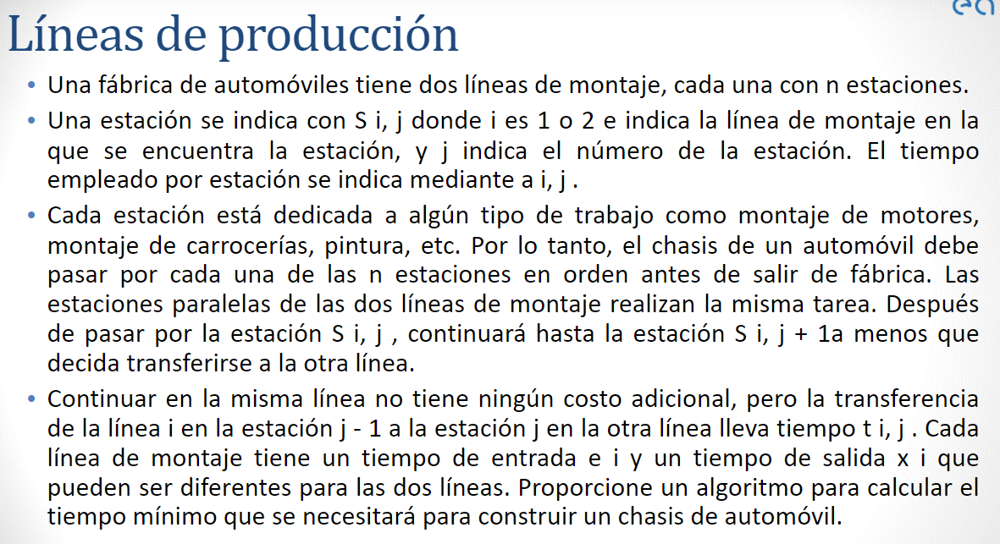 Líneas de producción
• Una fábrica de automóviles tiene dos líneas de montaje, cada una con n estaciones.
• Una estación se indica con S i, j donde i es 1 o 2 e indica la línea de montaje en la
que se encuentra la estación, y j indica el número de la estación. El tiempo
empleado por estación se indica mediante a i, j .
• Cada estación está dedicada a algún tipo de trabajo como montaje de motores,
montaje de carrocerías, pintura, etc. Por lo tanto, el chasis de un automóvil debe
pasar por cada una de las n estaciones en orden antes de salir de fábrica. Las
estaciones paralelas de las dos líneas de montaje realizan la misma tarea. Después
de pasar por la estación S i, j , continuará hasta la estación S i, j + 1a menos que
decida transferirse a la otra línea.
• Continuar en la misma línea no tiene ningún costo adicional, pero la transferencia
de la línea i en la estación j - 1 a la estación j en la otra línea lleva tiempo t i, j . Cada
línea de montaje tiene un tiempo de entrada e i y un tiempo de salida x i que
pueden ser diferentes para las dos líneas. Proporcione un algoritmo para calcular el
tiempo mínimo que se necesitará para construir un chasis de automóvil.